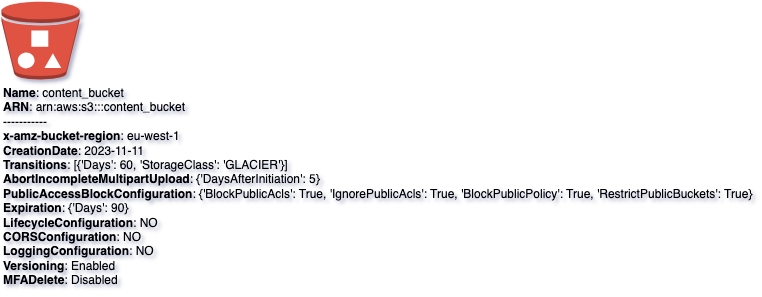 Name: content_bucket
ARN: arn:aws:s3:::content_bucket
-----------
x-amz-bucket-region: eu-west-1
CreationDate: 2023-11-11
Transitions: [{'Days': 60, 'StorageClass': 'GLACIER'}]
AbortIncompleteMultipartUpload: {'DaysAfterInitiation': 5}
PublicAccessBlockConfiguration: {'BlockPublicAcls': True, 'IgnorePublicAcls': True, 'BlockPublicPolicy': True, 'RestrictPublicBuckets': True}
Expiration: {'Days': 90}
LifecycleConfiguration: NO
CORSConfiguration: NO
LoggingConfiguration: NO
Versioning: Enabled
MFADelete: Disabled